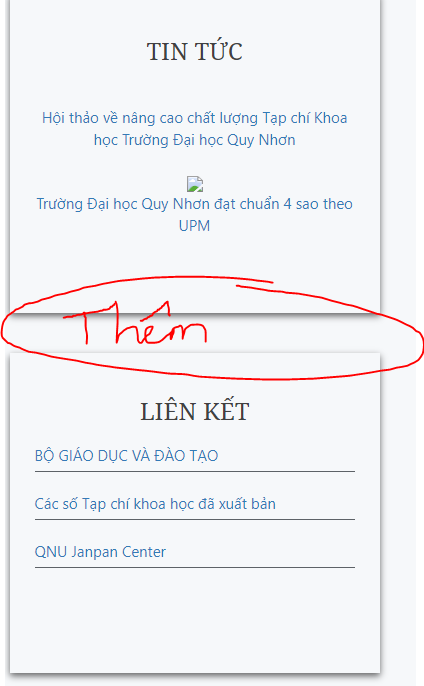 TIN TỨC
Hội thảo về nâng cao chất lượng Tạp chí Khoa
học Trường Đại học Quy Nhơn
Trường Đại học Quy Nhơn đạt chuẩn 4 sao theo
UPM
Thêm
LIÊN KẾT
BỘ GIÁO DỤC VÀ ĐÀO TẠO
Các số Tạp chí khoa học đã xuất bản
QNU Janpan Center